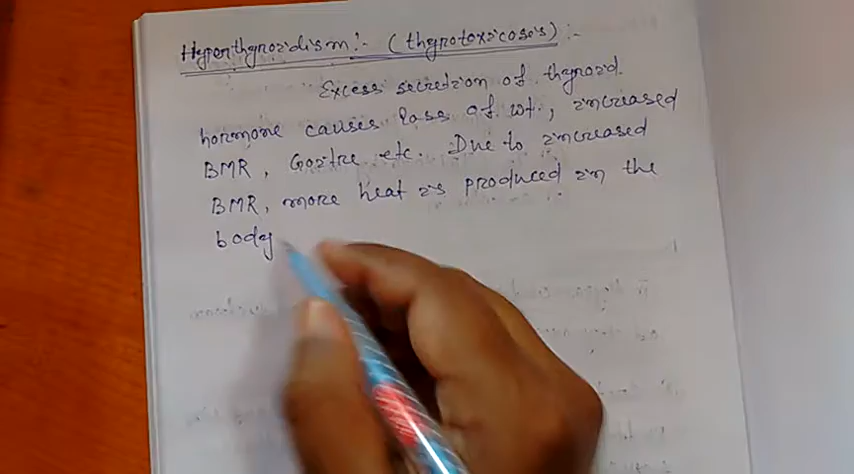 Hyperthyroidism:- (thyrotoxicosis):-
Excess secretion of thyroid.
hormone causes loss of wt., increased
BMR, Goitre etc. Due to increased
BMR, more heat is produced in the
body